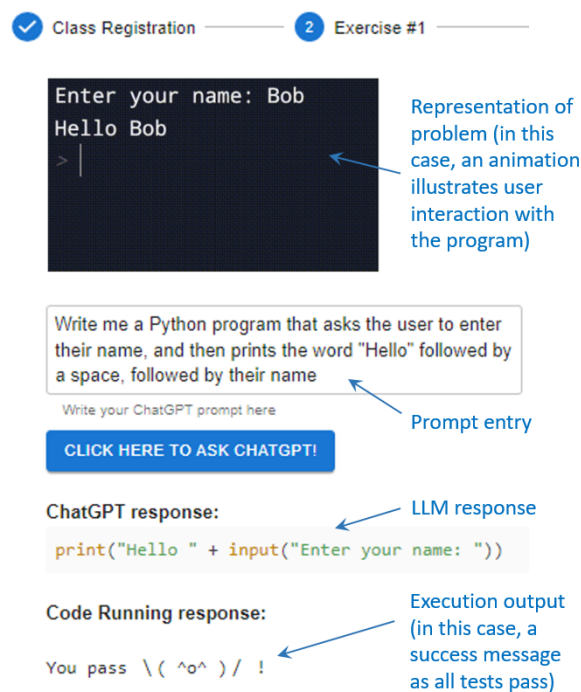 Class Registration 2 Exercise #1
Enter your name: Bob
Hello Bob
>
Representation of
problem (in this
case, an animation
illustrates user
interaction with
the program)
Write me a Python program that asks the user to enter
their name, and then prints the word "Hello" followed by
a space, followed by their name
Write your ChatGPT prompt here
Prompt entry
CLICK HERE TO ASK CHATGPT!
ChatGPT response:
LLM response
print("Hello " + input("Enter your name: "))
Code Running response:
Execution output
(in this case, a
success message
as all tests pass)
You pass \( ^o^ )/ !